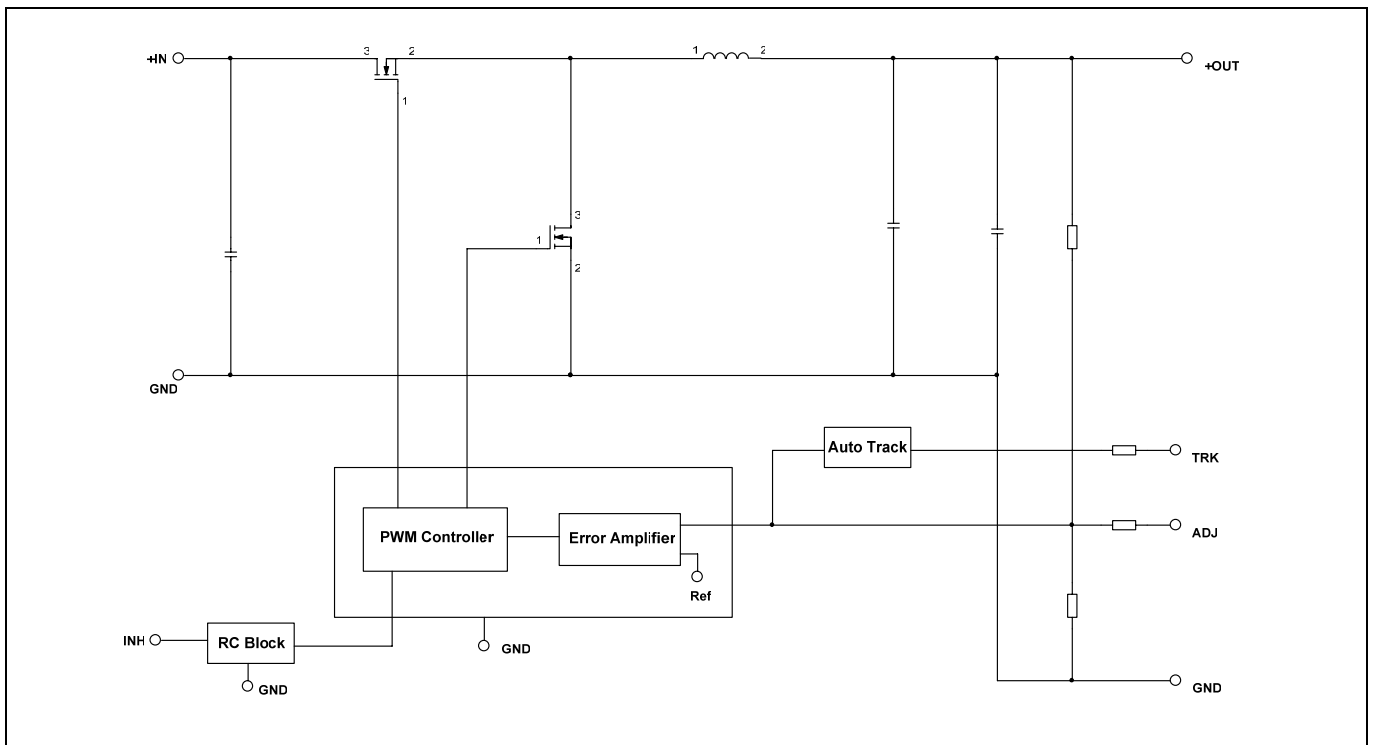 +IN
3
2
1
2
+OUT
1
3
1
2
GND
Auto Track
TRK
PWM Controller
Error Amplifier
ADJ
Ref
INH
RC Block
GND
GND
GND